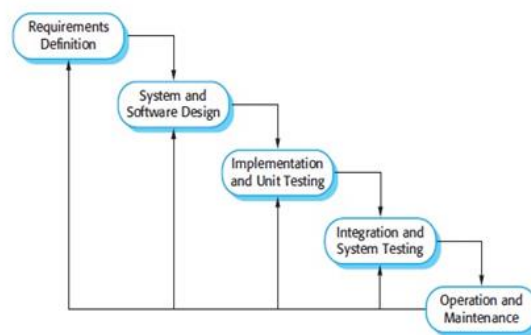 Requirements
Definition
System and
Software Design
Implementation
and Unit Testing
Integration and
System Testing
Operation and
Maintenance